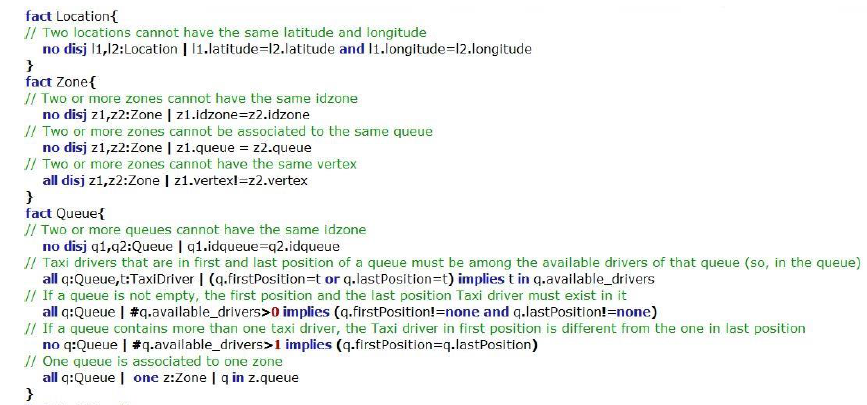 fact Location{
// Two locations cannot have the same latitude and longitude
no disj l1,l2:Location | l1.latitude=l2.latitude and l1.longitude=l2.longitude
}
fact Zone{
// Two or more zones cannot have the same idzone
no disj z1,z2:Zone | z1.idzone=z2.idzone
// Two or more zones cannot be associated to the same queue
no disj z1,z2:Zone | z1.queue = z2.queue
// Two or more zones cannot have the same vertex
all disj z1,z2:Zone | z1.vertex!=z2.vertex
}
fact Queue{
// Two or more queues cannot have the same idzone
no disj q1,q2:Queue | q1.idqueue=q2.idqueue
// Taxi drivers that are in first and last position of a queue must be among the available drivers of that queue (so, in the queue)
all q:Queue,t:TaxiDriver | (q.firstPosition=t or q.lastPosition=t) implies t in q.available_drivers
// If a queue is not empty, the first position and the last position Taxi driver must exist in it
all q:Queue | #q.available_drivers>0 implies (q.firstPosition!=none and q.lastPosition!=none)
// If a queue contains more than one taxi driver, the Taxi driver in first position is different from the one in last position
no q:Queue | #q.available_drivers>1 implies (q.firstPosition=q.lastPosition)
// One queue is associated to one zone
all q:Queue | one z:Zone | q in z.queue
}